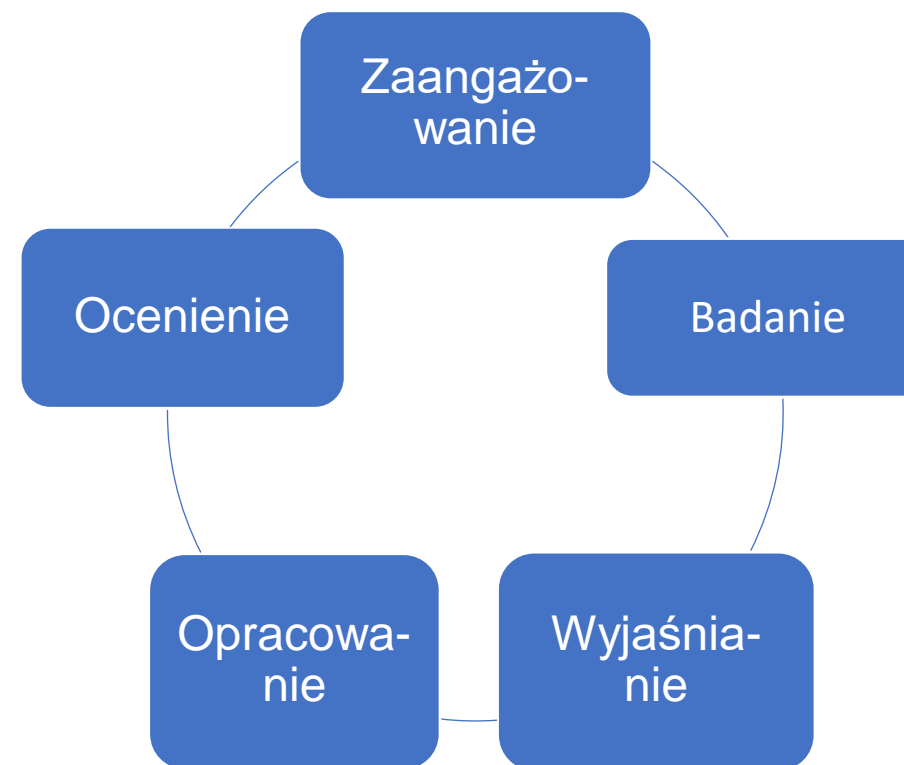 Zaangażo-
wanie
Badanie
Wyjaśnia-
nie
Opracowa-
nie
Ocenienie